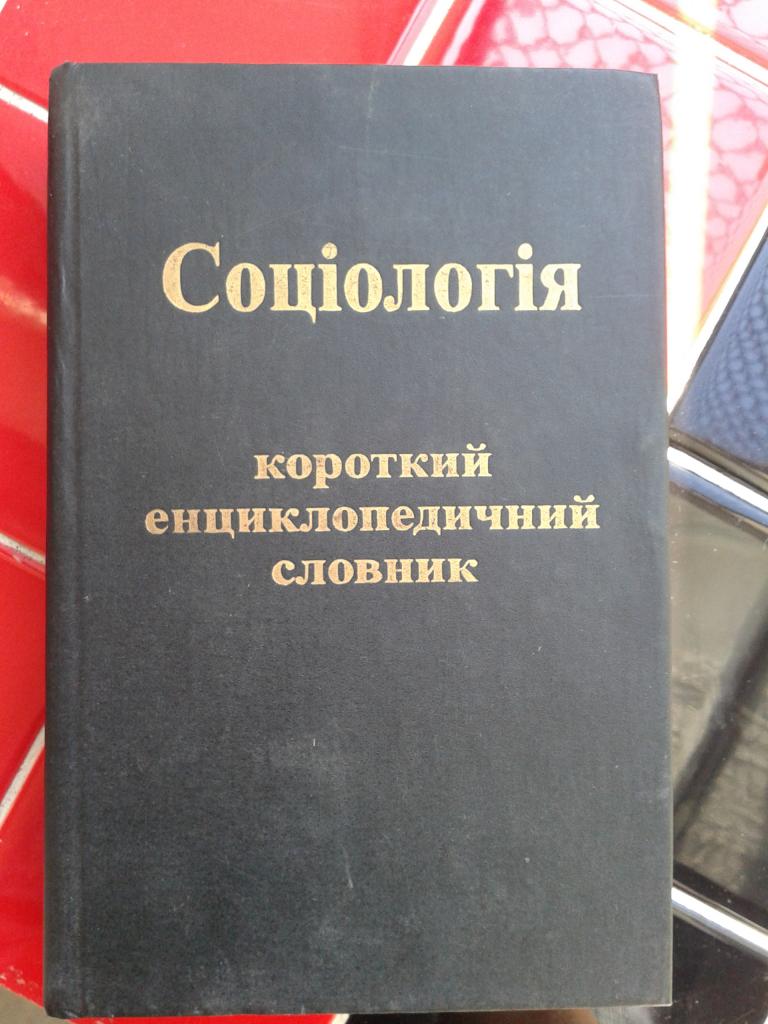 Соціологія
короткий
енциклопедичний
словник